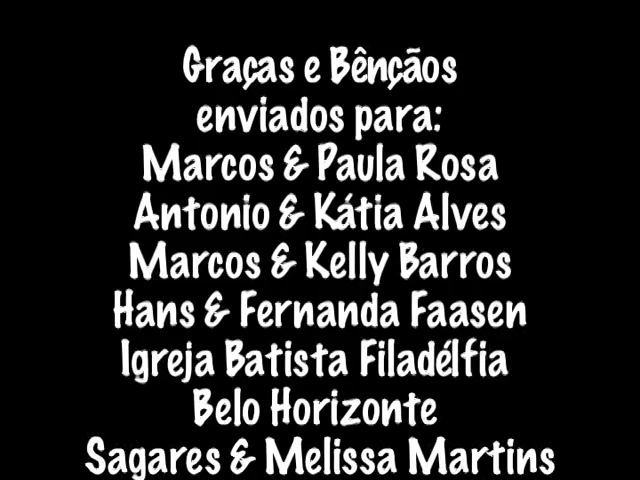 Graças e Bênçãos
enviados para:
Marcos & Paula Rosa
Antonio & Kátia Alves
Marcos & Kelly Barros
Hans & Fernanda Faasen
Igreja Batista Filadélfia
Belo Horizonte
Sagares & Melissa Martins